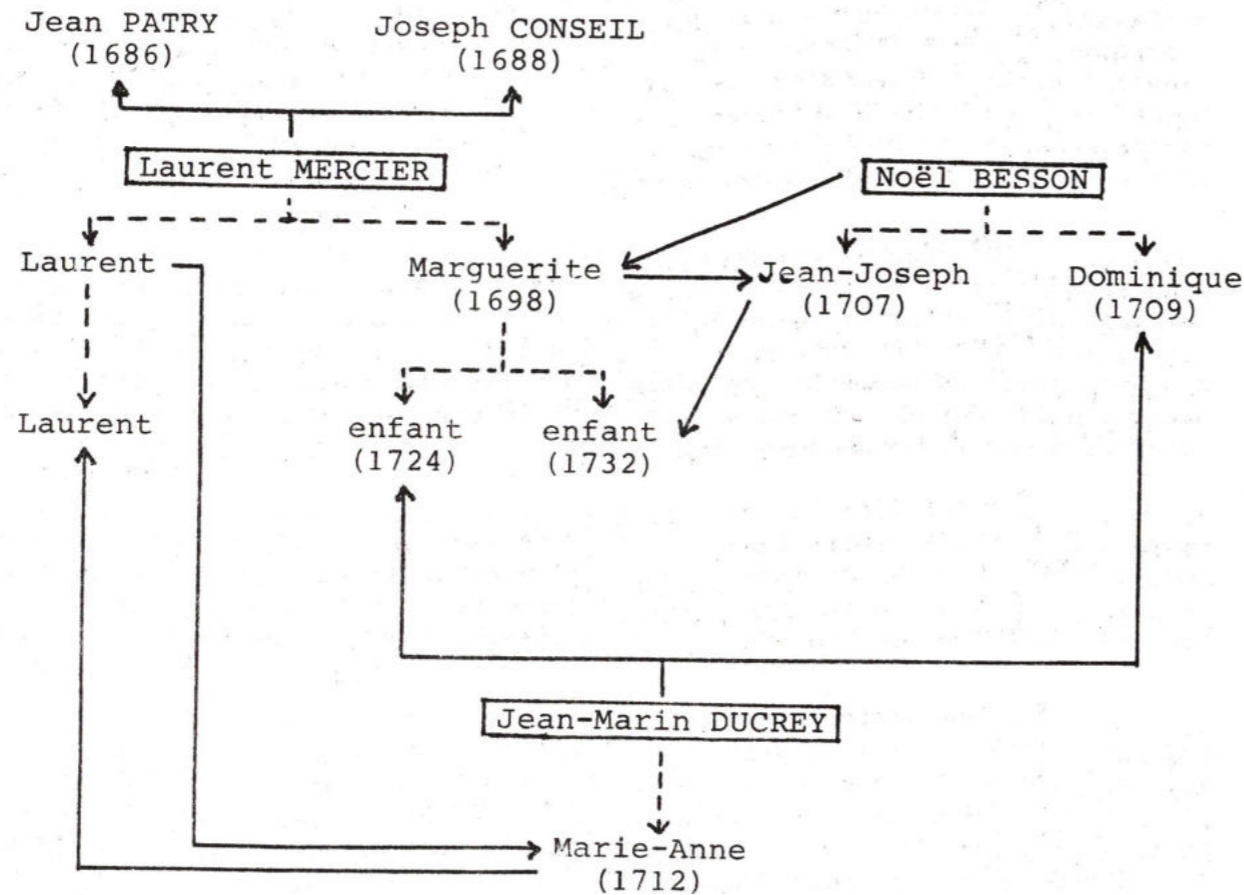 Jean PATRY
(1686)
Joseph CONSEIL
(1688)
Laurent MERCIER
Noël BESSON
Laurent
Marguerite
(1698)
Jean-Joseph
(1707)
Dominique
(1709)
Laurent
enfant
(1724)
enfant
(1732)
Jean-Marin DUCREY
Marie-Anne
(1712)